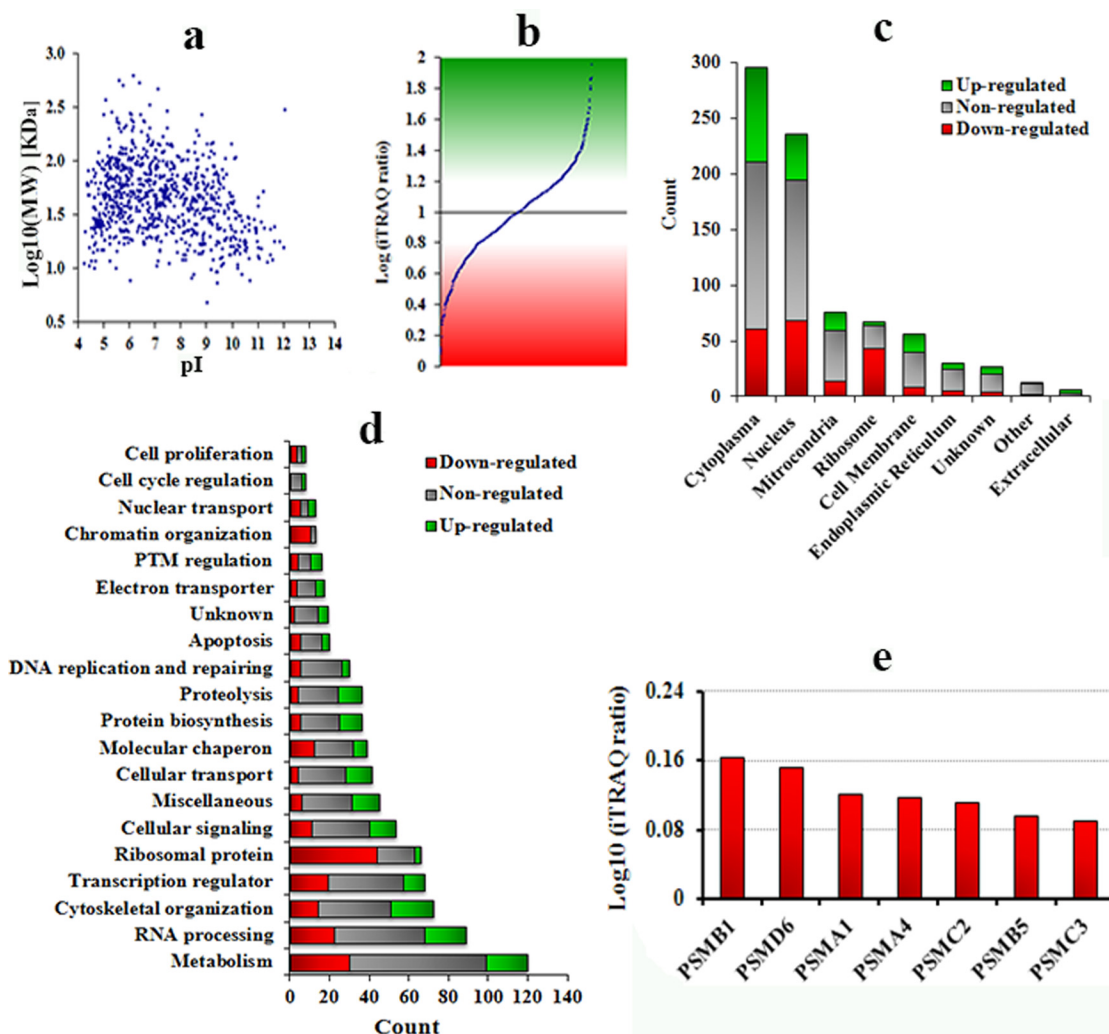 a
Log10(MW) [KDa]
3.0
2.5
2.0
1.5
1.0
0.5
4 5 6 7 8 9 10 11 12 13 14
pI
b
Log (iTRAQ ratio)
2
1.8
1.6
1.4
1.2
1
0.8
0.6
0.4
0.2
0
c
Count
300
250
200
150
100
50
0
Up-regulated
Non-regulated
Down-regulated
Cytoplasma
Nucleus
Mitrocondria
Ribosome
Cell Membrane
Endoplasmic Reticulum
Unknown
Other
Extracellular
d
Down-regulated
Non-regulated
Up-regulated
Cell proliferation
Cell cycle regulation
Nuclear transport
Chromatin organization
PTM regulation
Electron transporter
Unknown
Apoptosis
DNA replication and repairing
Proteolysis
Protein biosynthesis
Molecular chaperon
Cellular transport
Miscellaneous
Cellular signaling
Ribosomal protein
Transcription regulator
Cytoskeletal organization
RNA processing
Metabolism
0 20 40 60 80 100 120 140
Count
e
Log10 (iTRAQ ratio)
0.24
0.16
0.08
0
PSMB1
PSMD6
PSMA1
PSMA4
PSMC2
PSMB5
PSMC3